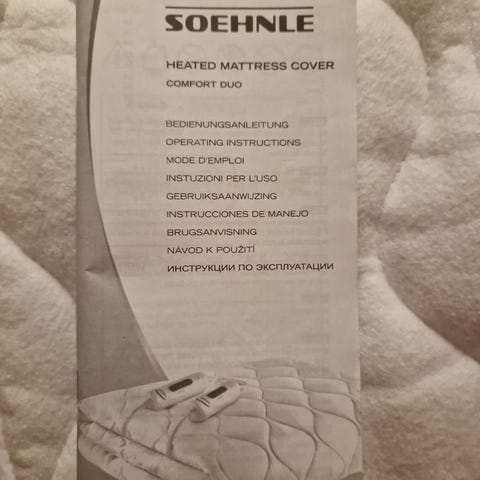 SOEHNLE
HEATED MATTRESS COVER
COMFORT DUO
BEDIENUNGSANLEITUNG
OPERATING INSTRUCTIONS
MODE D'EMPLOI
INSTUZIONI PER L'USO
GEBRUIKSAANWIJZING
INSTRUCCIONES DE MANEJO
BRUGSANVISNING
NÁVOD K POUŽITÍ
ИНСТРУКЦИИ ПО ЭКСПЛУАТАЦИИ